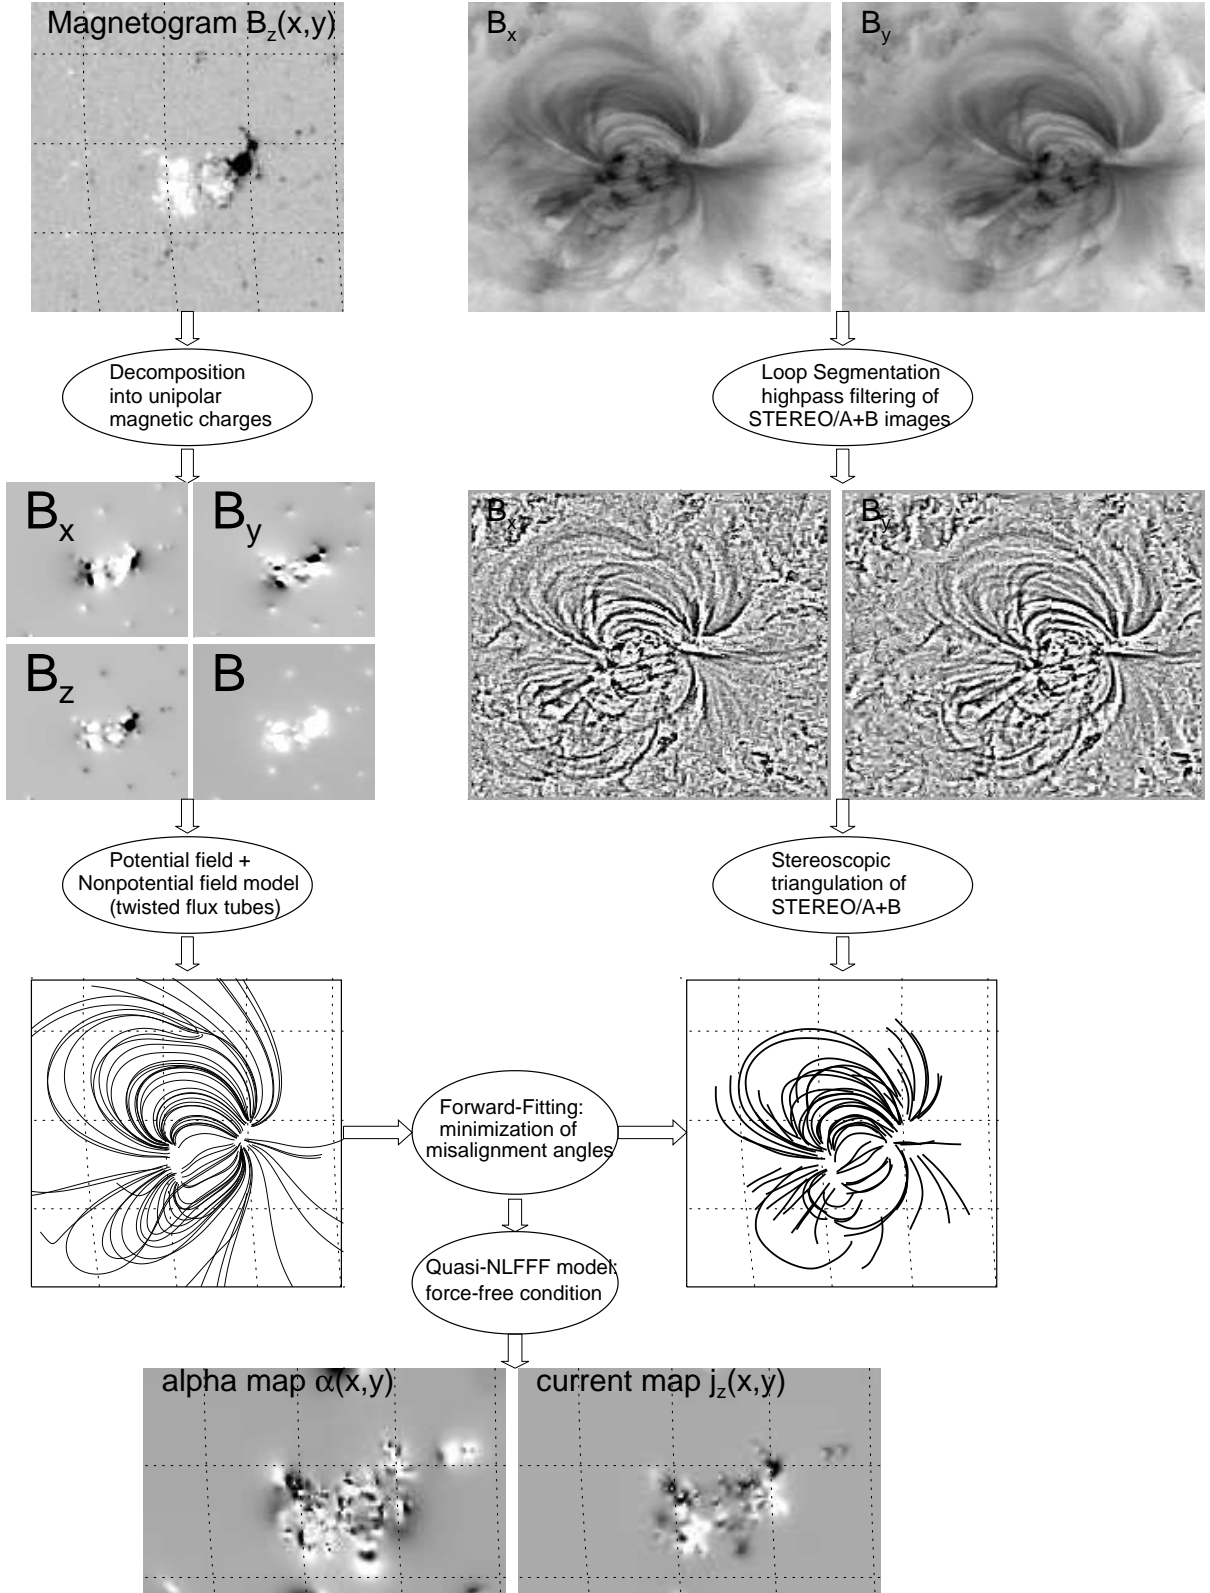 Magnetogram B_z(x,y)
B_x
B_y
Decomposition
into unipolar
magnetic charges
Loop Segmentation
highpass filtering of
STEREO/A+B images
B_x
B_y
B_z
B
B_x
B_y
Potential field +
Nonpotential field model
(twisted flux tubes)
Stereoscopic
triangulation of
STEREO/A+B
Forward-Fitting:
minimization of
misalignment angles
Quasi-NLFFF model:
force-free condition
alpha map α(x,y)
current map j_z(x,y)